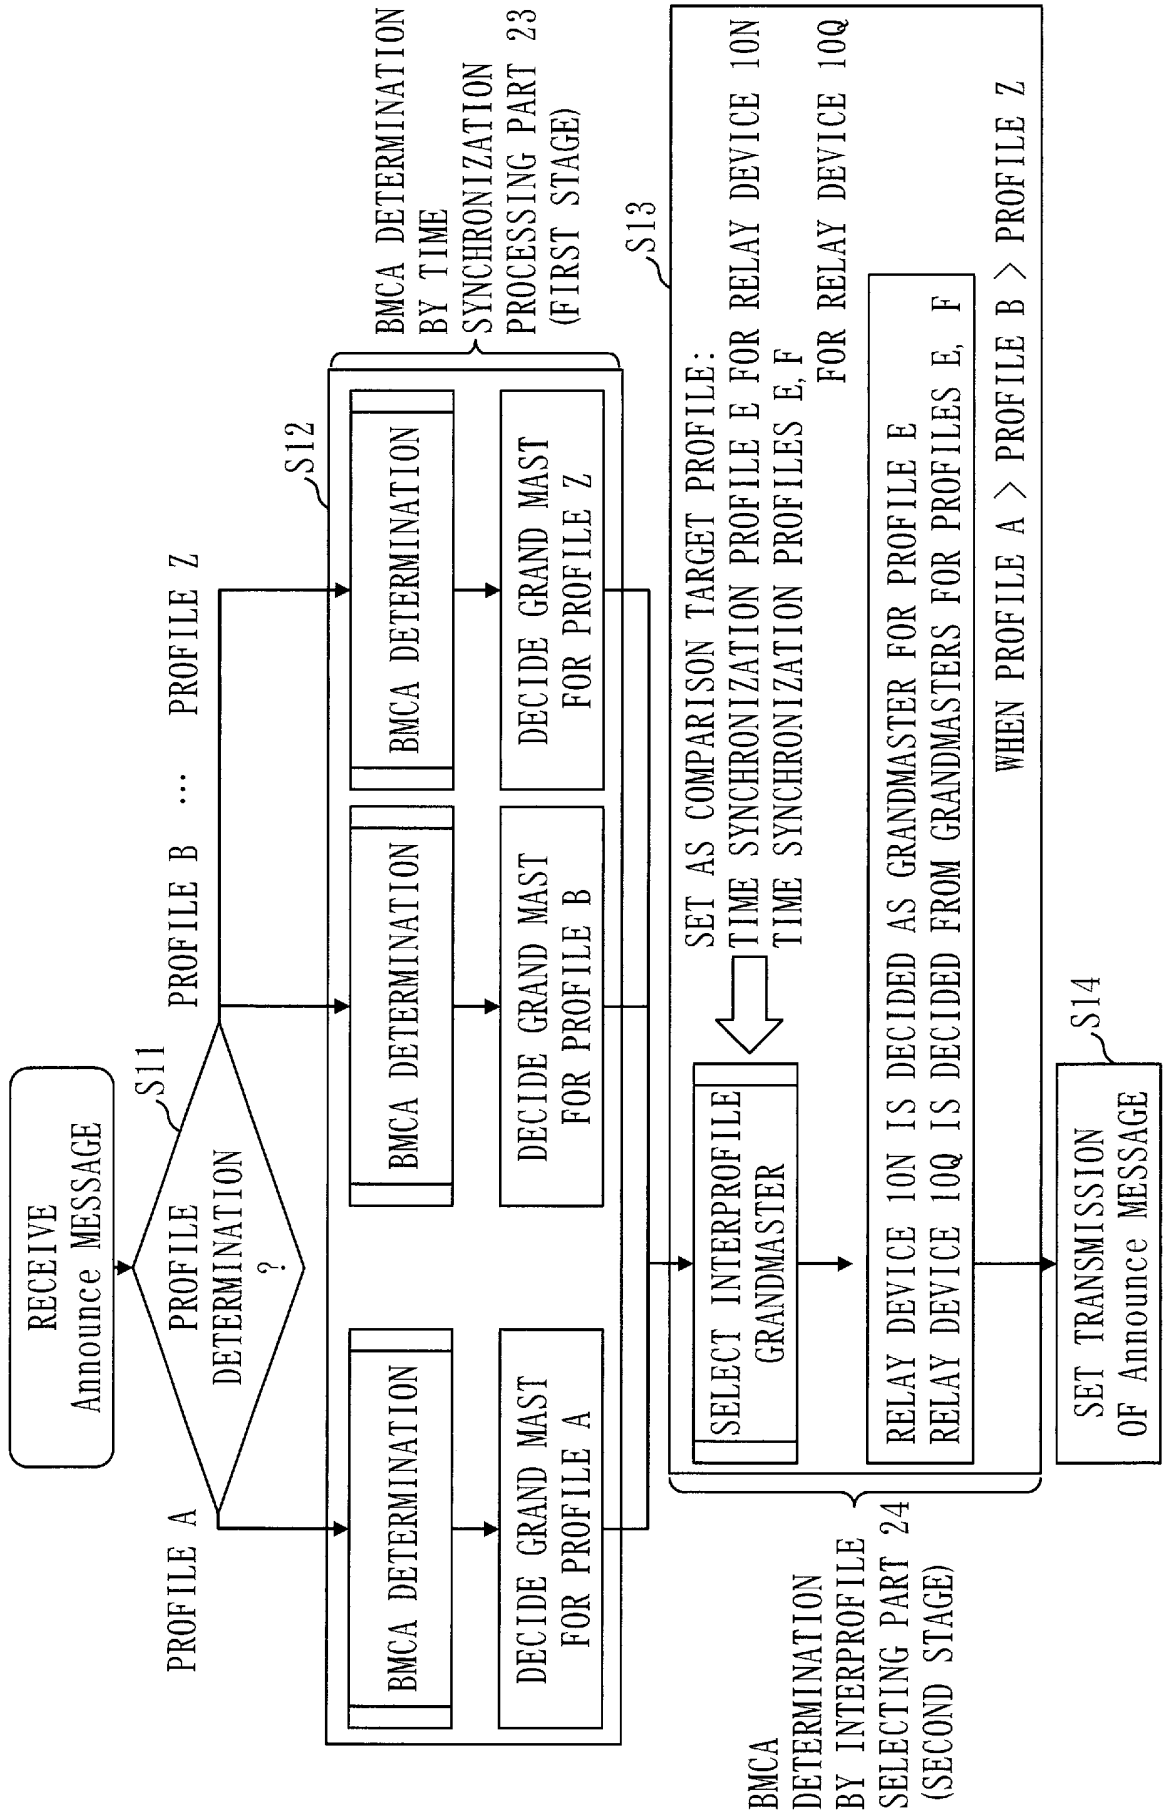 RECEIVE
Announce MESSAGE
S11
PROFILE
DETERMINATION
?
PROFILE A
PROFILE B
...
PROFILE Z
S12
BMCA DETERMINATION
DECIDE GRAND MAST
FOR PROFILE A
BMCA DETERMINATION
DECIDE GRAND MAST
FOR PROFILE B
BMCA DETERMINATION
DECIDE GRAND MAST
FOR PROFILE Z
BMCA DETERMINATION
BY TIME
SYNCHRONIZATION
PROCESSING PART 23
(FIRST STAGE)
S13
SELECT INTERPROFILE
GRANDMASTER
SET AS COMPARISON TARGET PROFILE:
TIME SYNCHRONIZATION PROFILE E FOR RELAY DEVICE 10N
TIME SYNCHRONIZATION PROFILES E,F
FOR RELAY DEVICE 10Q
RELAY DEVICE 10N IS DECIDED AS GRANDMASTER FOR PROFILE E
RELAY DEVICE 10Q IS DECIDED FROM GRANDMASTERS FOR PROFILES E, F
WHEN PROFILE A > PROFILE B > PROFILE Z
BMCA
DETERMINATION
BY INTERPROFILE
SELECTING PART 24
(SECOND STAGE)
S14
SET TRANSMISSION
OF Announce MESSAGE